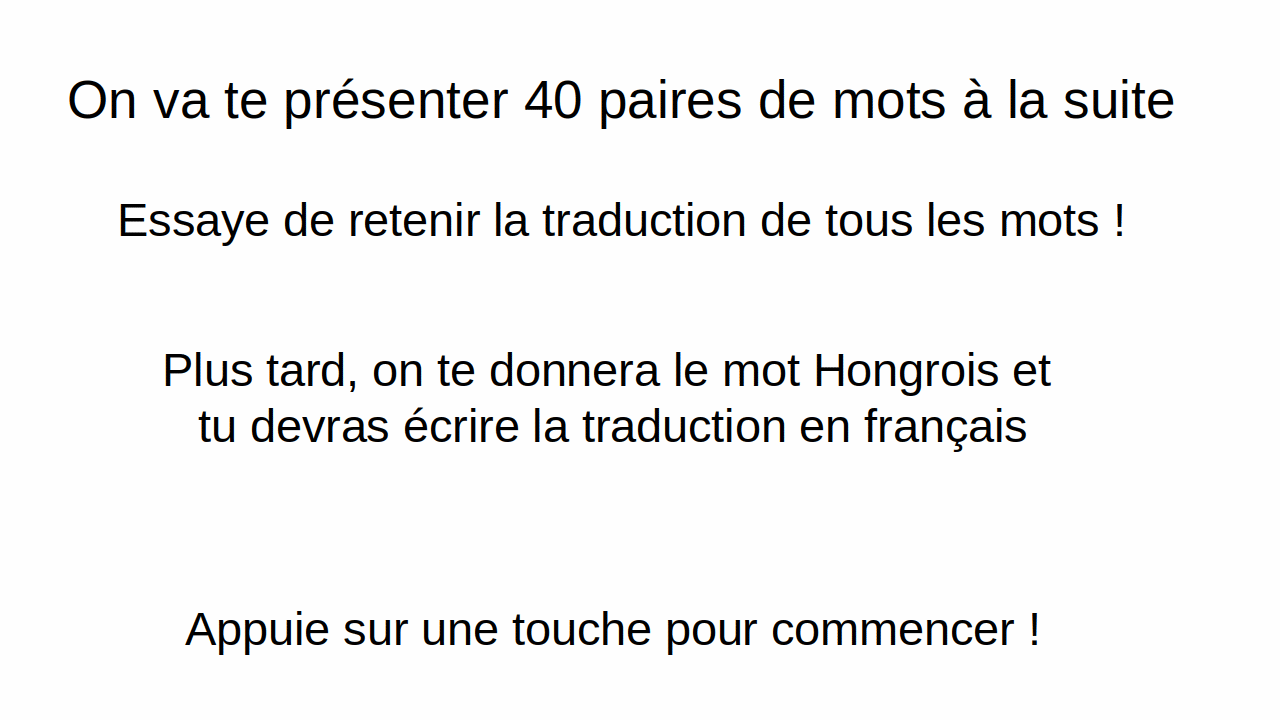 On va te présenter 40 paires de mots à la suite
Essaye de retenir la traduction de tous les mots !
Plus tard, on te donnera le mot Hongrois et
tu devras écrire la traduction en français
Appuie sur une touche pour commencer !